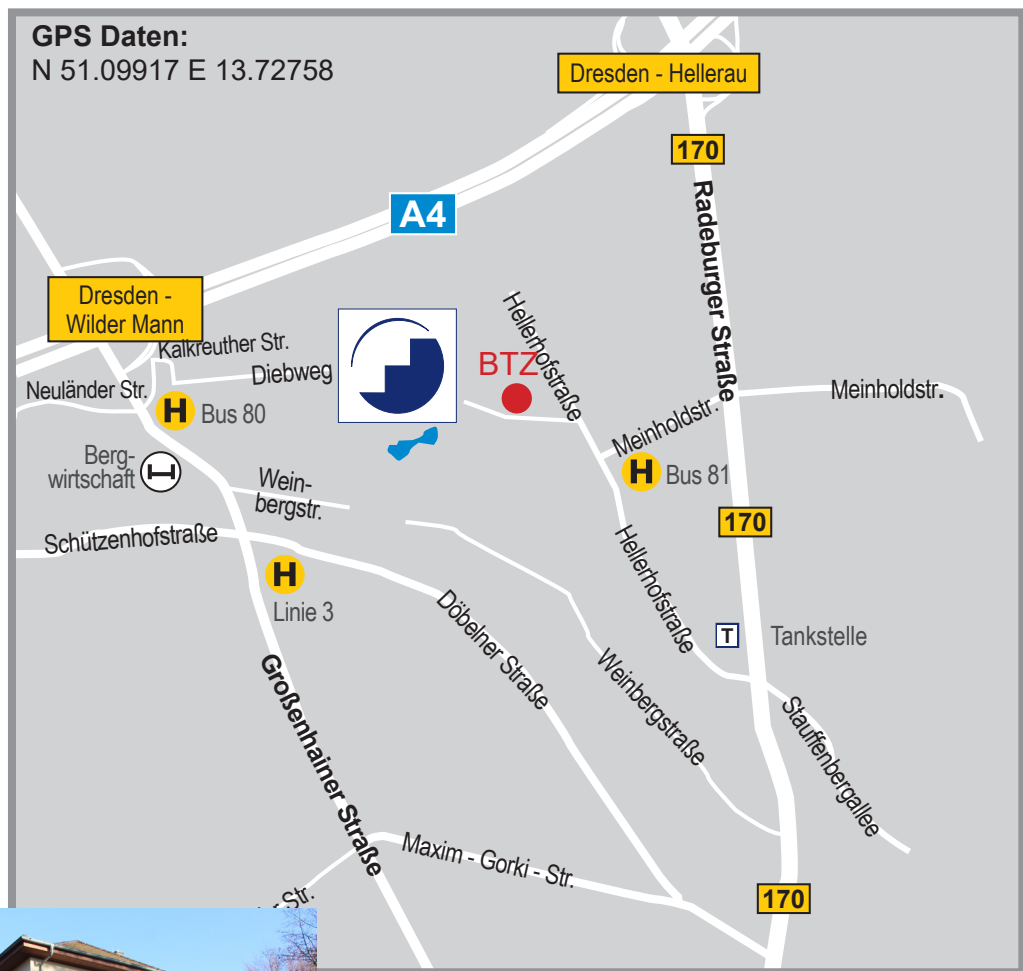 GPS Daten:
N 51.09917 E 13.72758
Dresden - Hellerau
170
Radeburger Straße
A4
Dresden -
Wilder Mann
Kalkreuther Str.
Diebweg
Neuländer Str.
H Bus 80
BTZ
Hellerhofstraße
Meinholdstr.
Meinholdstr.
H Bus 81
Berg-
wirtschaft
Wein-
bergstr.
170
Schützenhofstraße
H
Linie 3
Döbelner Straße
Hellerhofstraße
T Tankstelle
Weinbergstraße
Stauffenbergallee
Großenhainer Straße
Maxim - Gorki - Str.
Str.
170